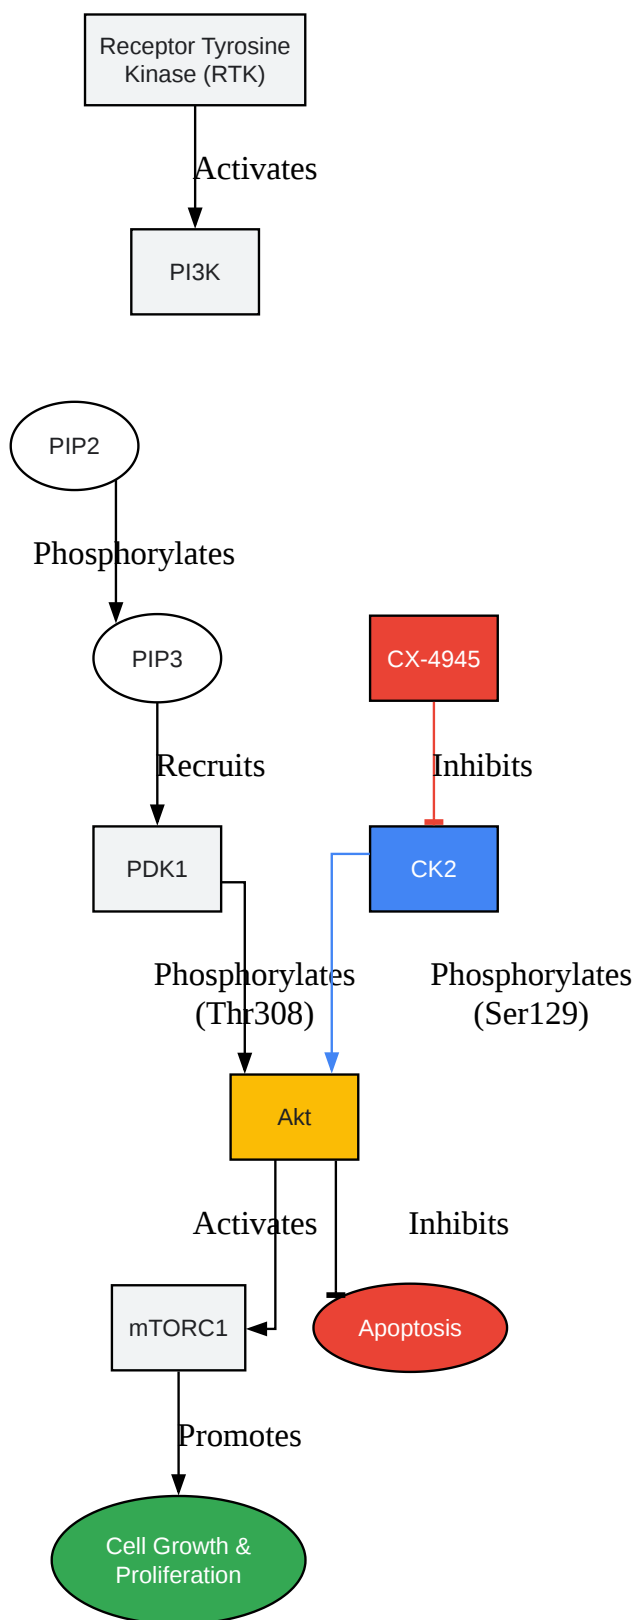 Receptor Tyrosine
Kinase (RTK)
Activates
PI3K
PIP2
Phosphorylates
PIP3
CX-4945
Recruits
Inhibits
PDK1
CK2
Phosphorylates
(Thr308)
Phosphorylates
(Ser129)
Akt
Activates
Inhibits
mTORC1
Apoptosis
Promotes
Cell Growth &
Proliferation